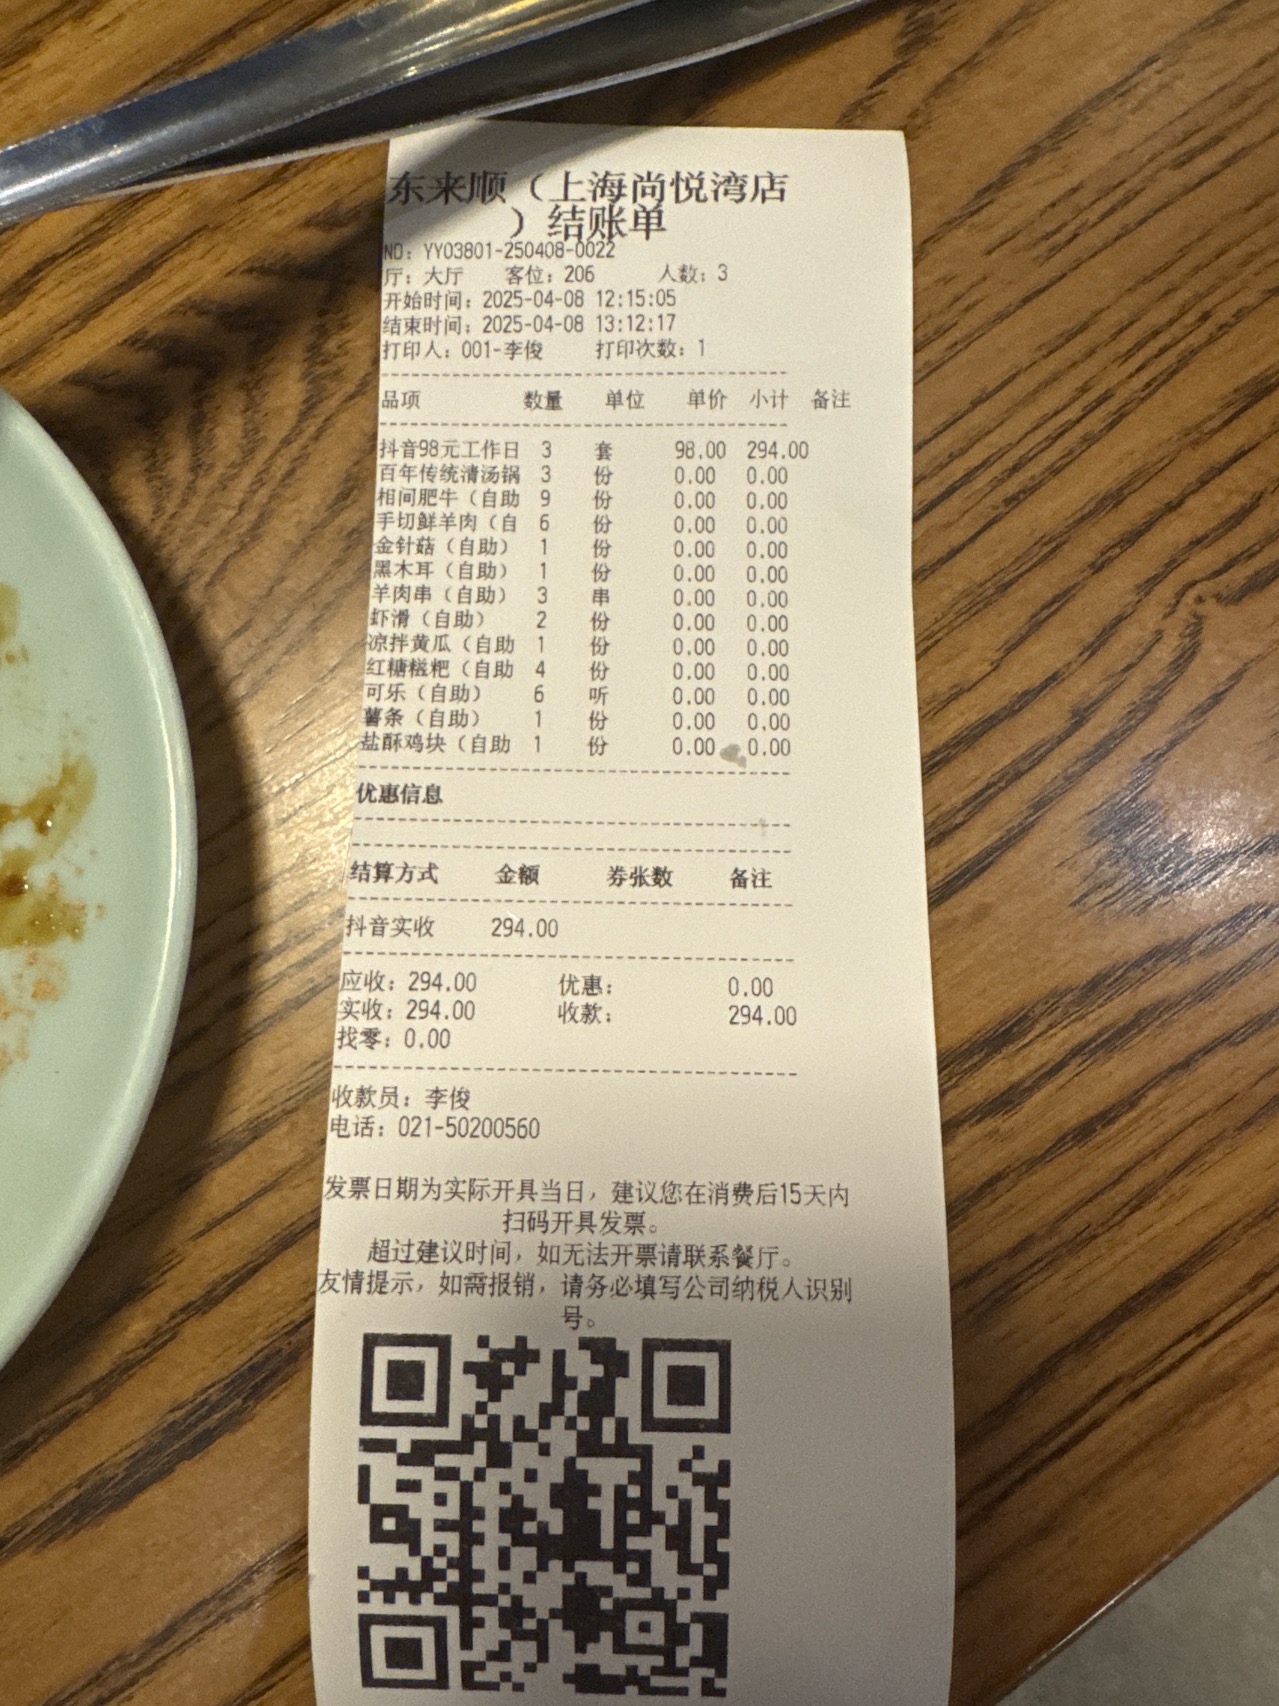 东来顺（上海尚悦湾店
）结账单
NO: YY03801-250408-0022
厅: 大厅 客位: 206 人数: 3
开始时间: 2025-04-08 12:15:05
结束时间: 2025-04-08 13:12:17
打印人: 001-李俊 打印次数: 1
品项 数量 单位 单价 小计 备注
抖音98元工作日 3 套 98.00 294.00
百年传统清汤锅 3 份 0.00 0.00
相间肥牛（自助 9 份 0.00 0.00
手切鲜羊肉（自 6 份 0.00 0.00
金针菇（自助） 1 份 0.00 0.00
黑木耳（自助） 1 份 0.00 0.00
羊肉串（自助） 3 串 0.00 0.00
虾滑（自助） 2 份 0.00 0.00
凉拌黄瓜（自助 1 份 0.00 0.00
红糖糍粑（自助 4 份 0.00 0.00
可乐（自助） 6 听 0.00 0.00
薯条（自助） 1 份 0.00 0.00
盐酥鸡块（自助 1 份 0.00 0.00
优惠信息
结算方式 金额 券张数 备注
抖音实收 294.00
应收: 294.00 优惠: 0.00
实收: 294.00 收款: 294.00
找零: 0.00
收款员: 李俊
电话: 021-50200560
发票日期为实际开具当日，建议您在消费后15天内
扫码开具发票。
超过建议时间，如无法开票请联系餐厅。
友情提示，如需报销，请务必填写公司纳税人识别
号。